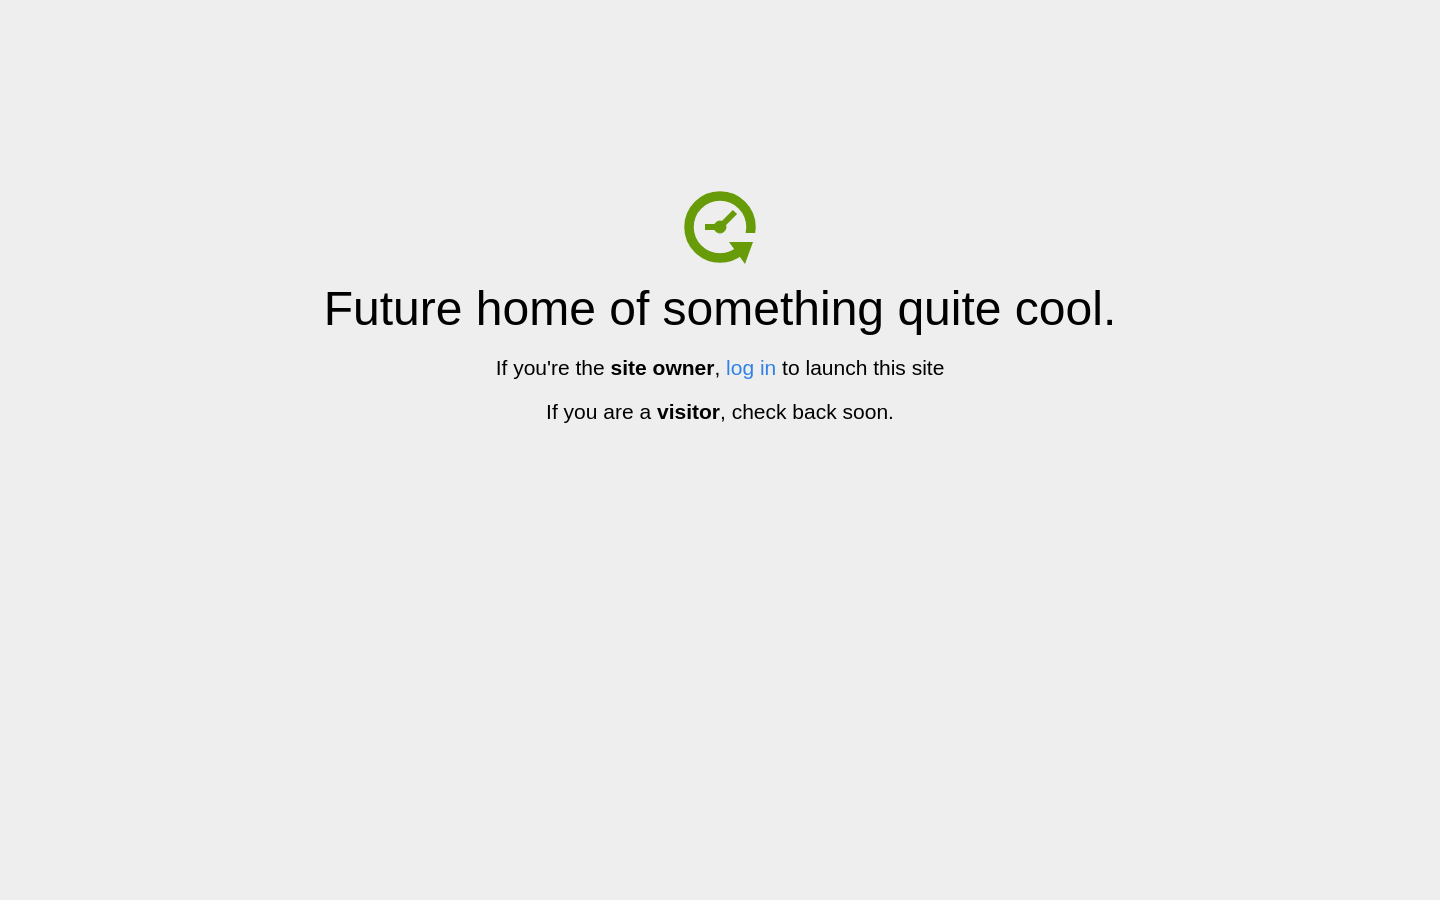 Future home of something quite cool.
If you're the site owner, log in to launch this site
If you are a visitor, check back soon.